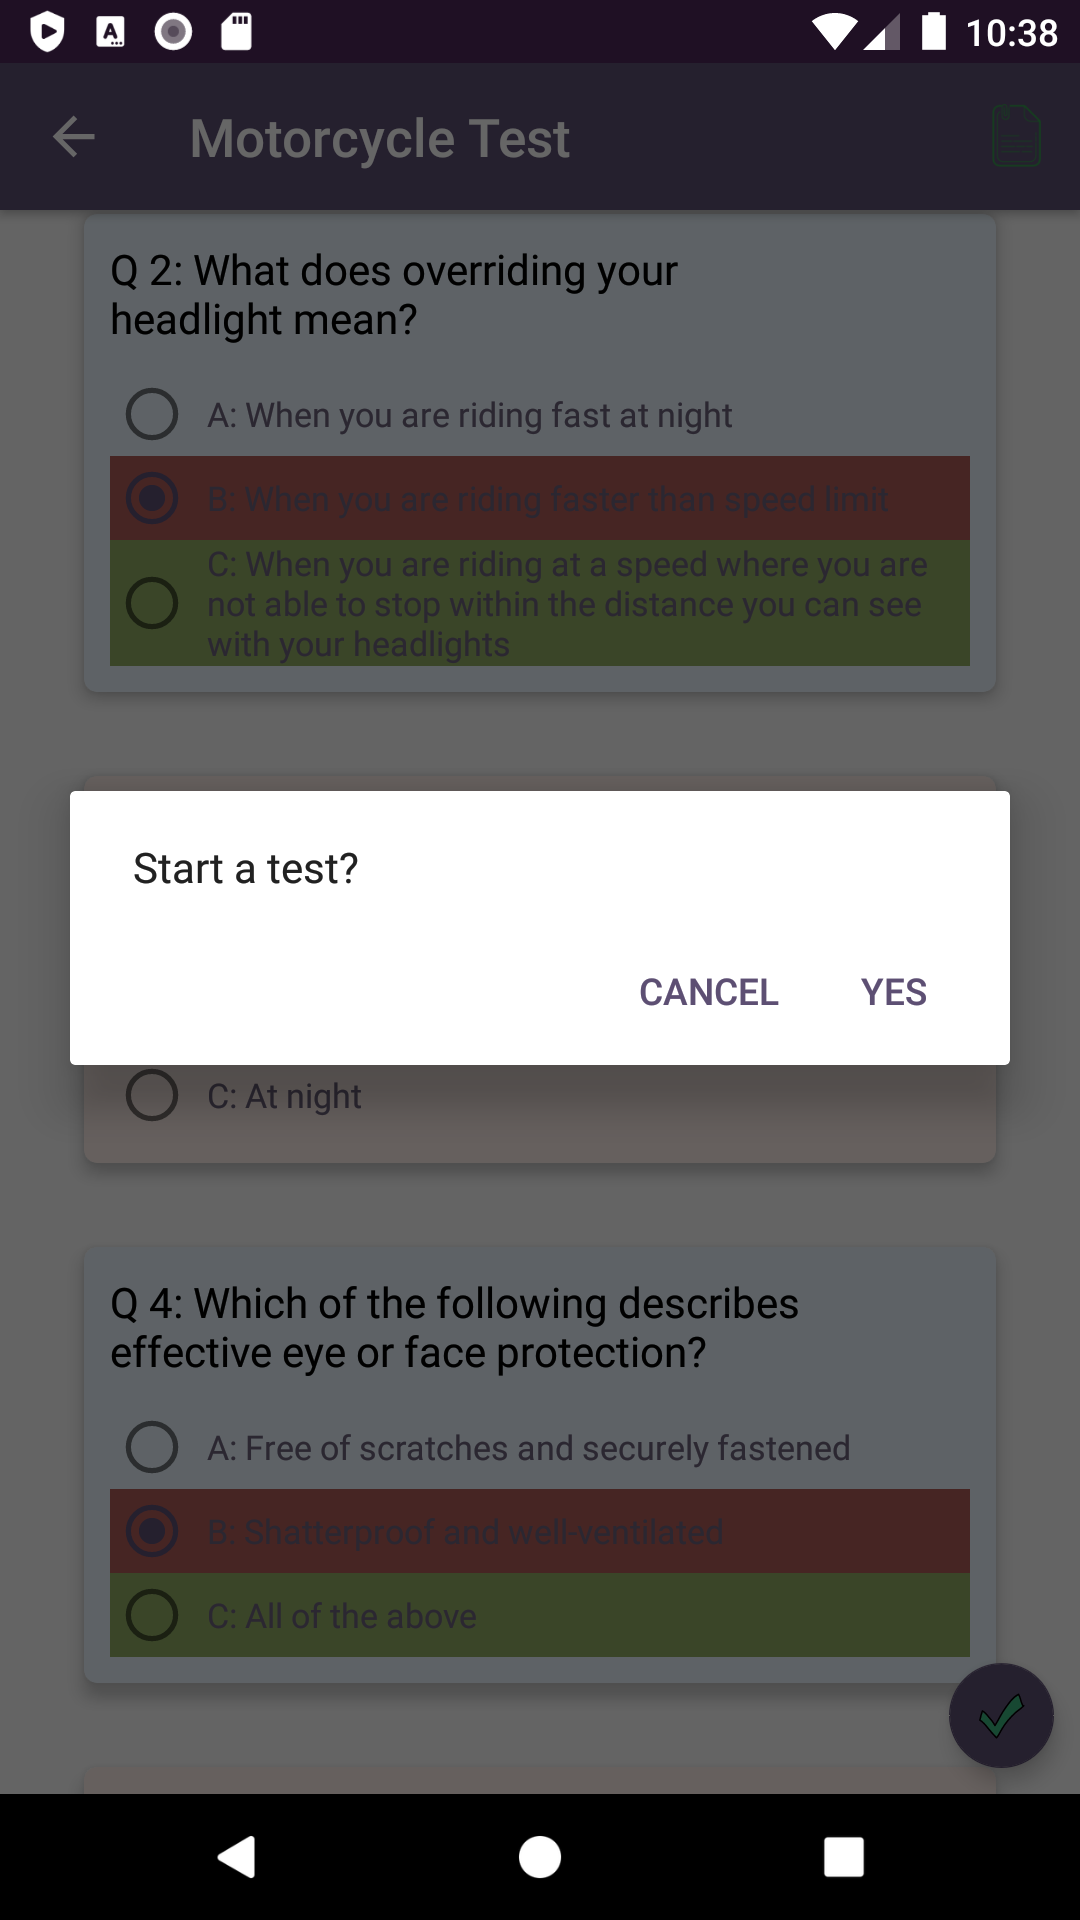 10:38
Motorcycle Test
Q 2: What does overriding your
headlight mean?
A: When you are riding fast at night
B: When you are riding faster than speed limit
C: When you are riding at a speed where you are
not able to stop within the distance you can see
with your headlights
Start a test?
CANCEL YES
C: At night
Q 4: Which of the following describes
effective eye or face protection?
A: Free of scratches and securely fastened
B: Shatterproof and well-ventilated
C: All of the above